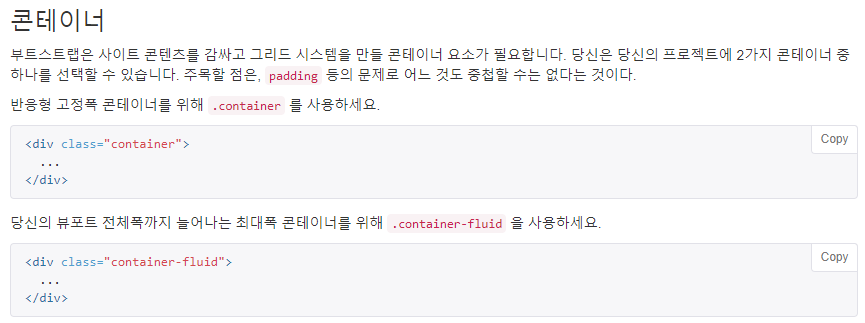 콘테이너
부트스트랩은 사이트 콘텐츠를 감싸고 그리드 시스템을 만들 콘테이너 요소가 필요합니다. 당신은 당신의 프로젝트에 2가지 콘테이너 중
하나를 선택할 수 있습니다. 주목할 점은, padding 등의 문제로 어느 것도 중첩할 수는 없다는 것이다.
반응형 고정폭 콘테이너를 위해 .container 를 사용하세요.
Copy
<div class="container">
  ...
</div>
당신의 뷰포트 전체폭까지 늘어나는 최대폭 콘테이너를 위해 .container-fluid 을 사용하세요.
Copy
<div class="container-fluid">
  ...
</div>